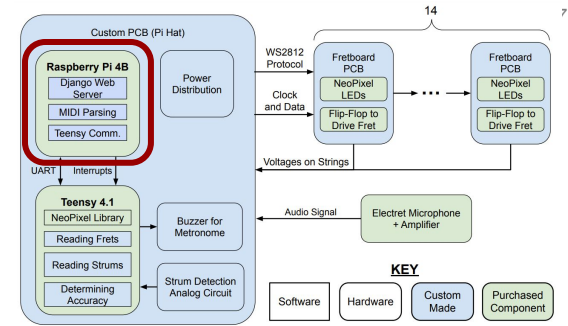 14
7
Custom PCB (Pi Hat)
Raspberry Pi 4B
Django Web
Server
MIDI Parsing
Teensy Comm.
Power
Distribution
WS2812
Protocol
Clock
and Data
Fretboard
PCB
NeoPixel
LEDs
Flip-Flop to
Drive Fret
Fretboard
PCB
NeoPixel
LEDs
Flip-Flop to
Drive Fret
Voltages on Strings
UART
Interrupts
Teensy 4.1
NeoPixel Library
Reading Frets
Reading Strums
Determining
Accuracy
Buzzer for
Metronome
Strum Detection
Analog Circuit
Audio Signal
Electret Microphone
+ Amplifier
KEY
Software
Hardware
Custom
Made
Purchased
Component